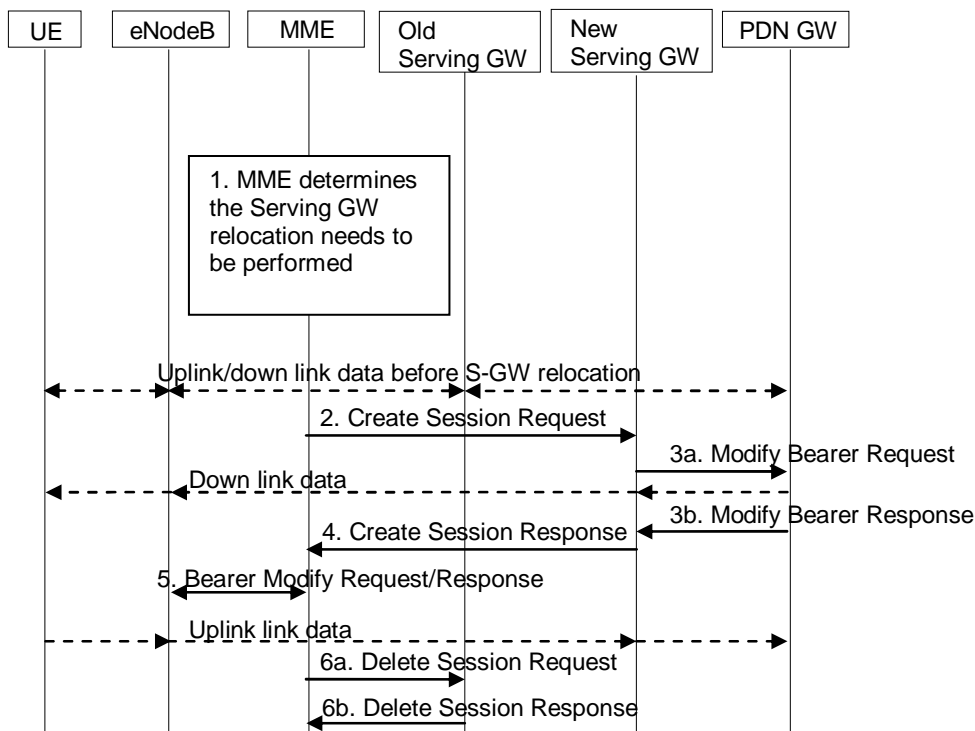 UE
eNodeB
MME
Old
Serving GW
New
Serving GW
PDN GW
1. MME determines
the Serving GW
relocation needs to
be performed
Uplink/down link data before S-GW relocation
2. Create Session Request
3a. Modify Bearer Request
Down link data
3b. Modify Bearer Response
4. Create Session Response
5. Bearer Modify Request/Response
Uplink link data
6a. Delete Session Request
6b. Delete Session Response